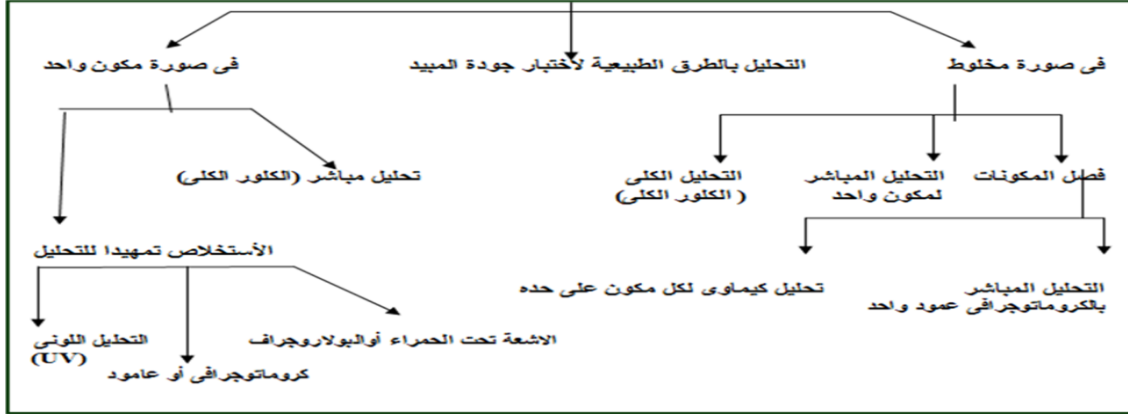 فى صورة مخلوط
التحليل بالطرق الطبيعية لأختبار جودة المبيد
فى صورة مكون واحد
فصل المكونات
التحليل المباشر
لمكون واحد
التحليل الكلى
( الكلور الكلى)
تحليل مباشر (الكلور الكلى)
الأستخلاص تمهيدا للتحليل
التحليل المباشر
بالكروماتوجرافى عمود واحد
تحليل كيماوى لكل مكون على حده
الاشعة تحت الحمراء أوالبولاروجراف
التحليل اللونى
(UV)
كروماتوجرافى أو عامود